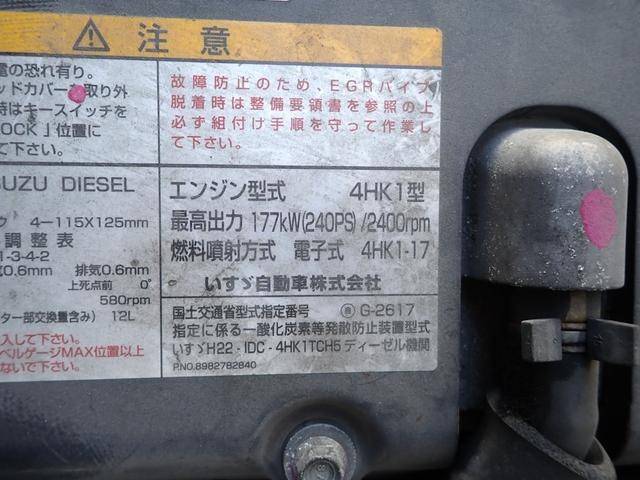 注意
電の恐れ有り。
ッドカバー取り外
時はキースイッチを
OCK」位置に
て下さい。
故障防止のため、EGRパイプ
脱着時は整備要領書を参照の上
必ず組付け手順を守って作業し
て下さい。
SUZU DIESEL
4-115X125mm
調整表
1-3-4-2
0.6mm 排気0.6mm
上死点前 0°
580rpm
ター部交換量含み) 12L
入して下さい。
ベルゲージMAX位置以上
ないで下さい。
エンジン型式 4HK1型
最高出力 177kW(240PS)/2400rpm
燃料噴射方式 電子式 4HK1-17
いすゞ自動車株式会社
国土交通省型式指定番号 G-2617
指定に係る一酸化炭素等発散防止装置型式
いすゞH22-IDC-4HK1TCH5 ディーゼル機関
P.NO.8982782840